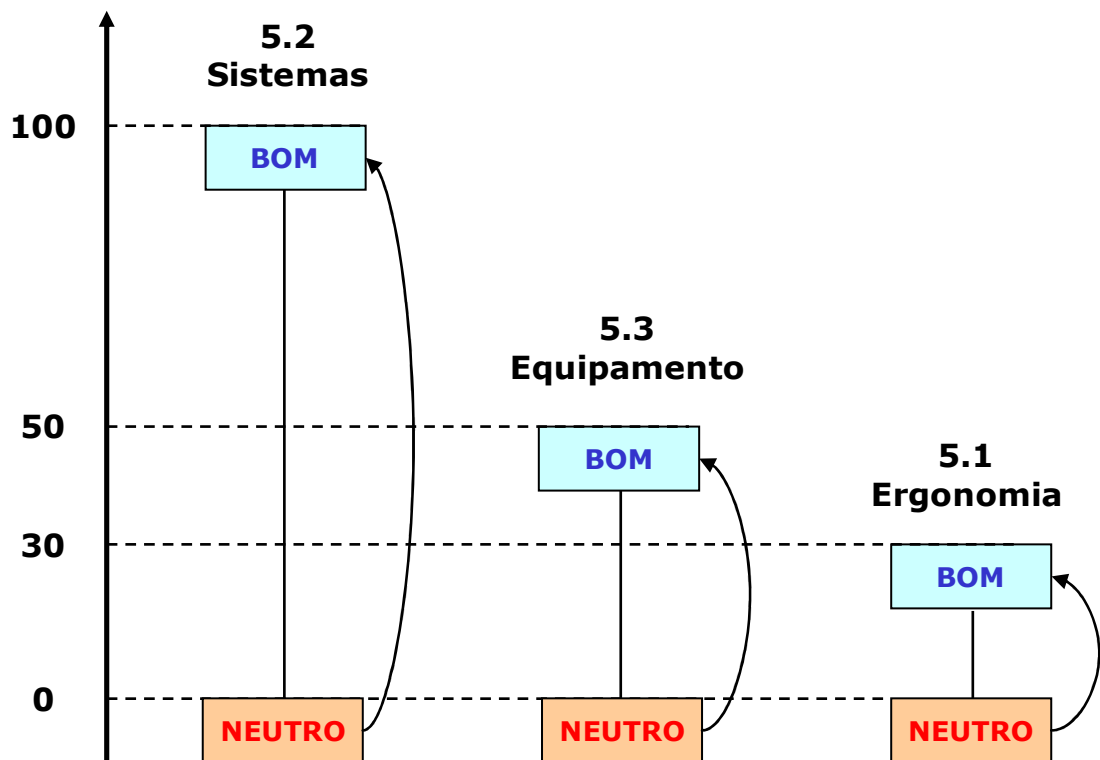 5.2
Sistemas
100
BOM
5.3
Equipamento
50
BOM
5.1
Ergonomia
30
BOM
0
NEUTRO
NEUTRO
NEUTRO